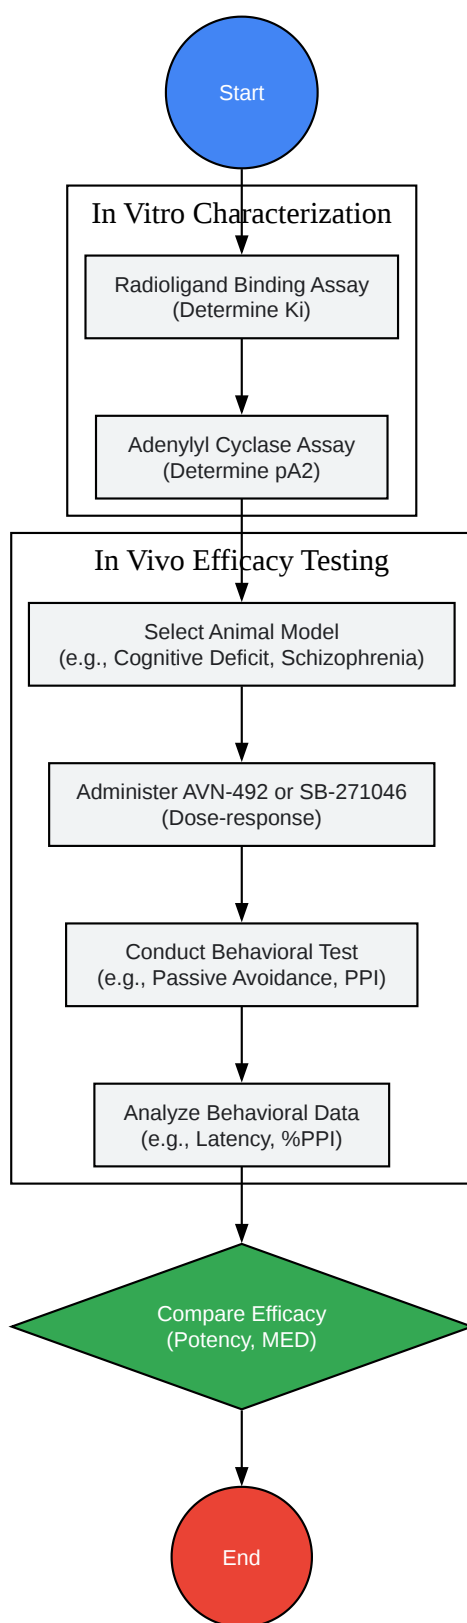 Start
In Vitro Characterization
Radioligand Binding Assay
(Determine Ki)
Adenylyl Cyclase Assay
(Determine pA2)
In Vivo Efficacy Testing
Select Animal Model
(e.g., Cognitive Deficit, Schizophrenia)
Administer AVN-492 or SB-271046
(Dose-response)
Conduct Behavioral Test
(e.g., Passive Avoidance, PPI)
Analyze Behavioral Data
(e.g., Latency, %PPI)
Compare Efficacy
(Potency, MED)
End